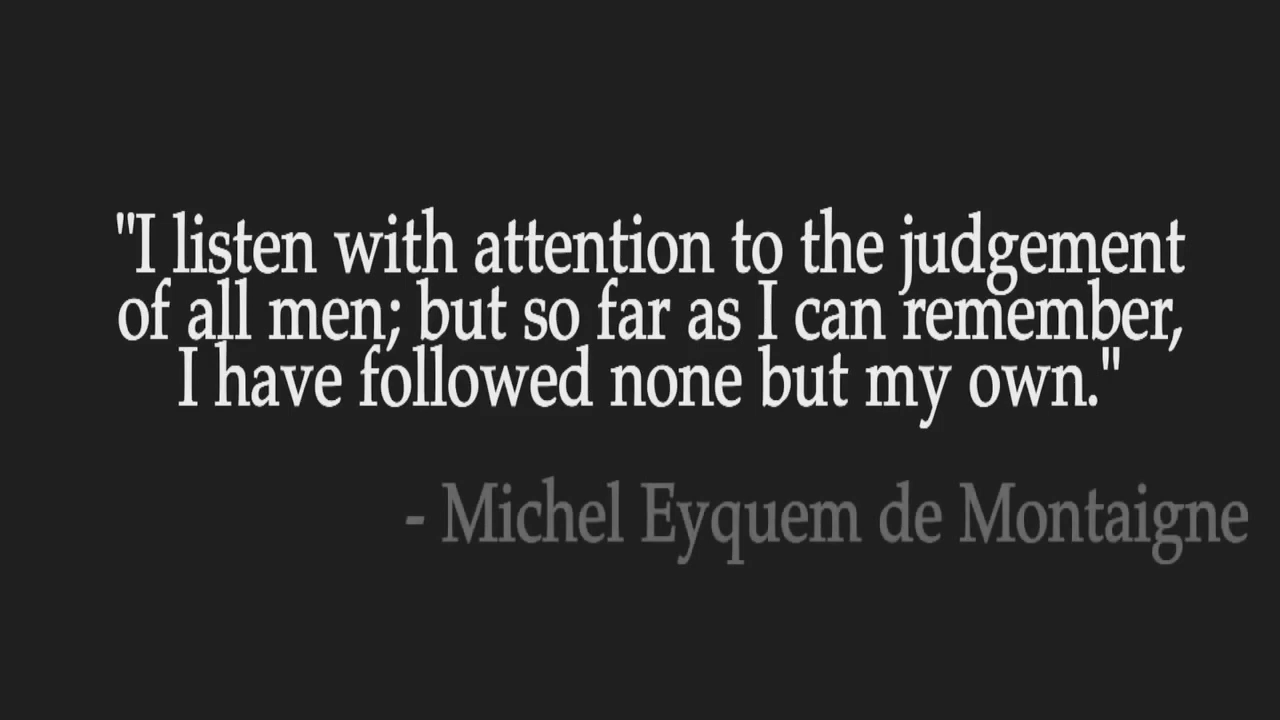 "I listen with attention to the judgement
of all men; but so far as I can remember,
I have followed none but my own."
- Michel Eyquem de Montaigne